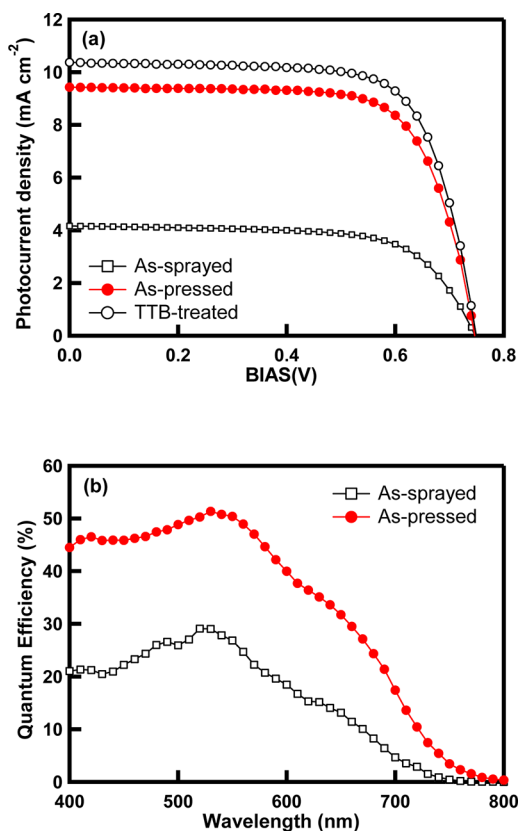 (a)
Photocurrent density (mA cm⁻²)
12
10
8
6
4
2
0
As-sprayed
As-pressed
TTB-treated
0.0 0.2 0.4 0.6 0.8
BIAS(V)
(b)
Quantum Efficiency (%)
60
50
40
30
20
10
0
As-sprayed
As-pressed
400 500 600 700 800
Wavelength (nm)